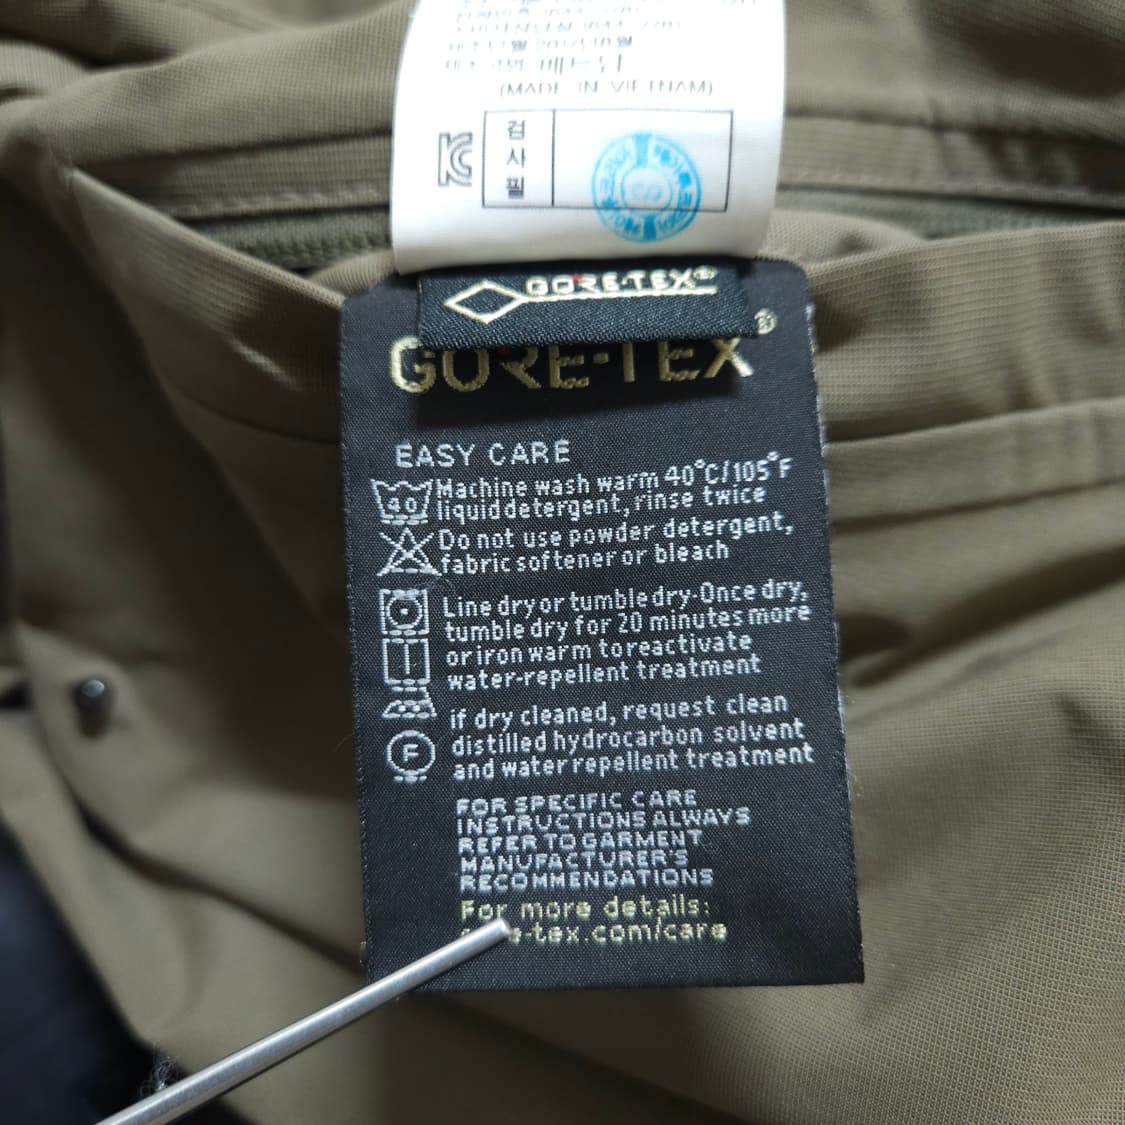 (MADE IN VIETNAM)
검
사
필
GORE-TEX®
GORE-TEX®
EASY CARE
40
Machine wash warm 40°C/105°F
liquid detergent, rinse twice
Do not use powder detergent,
fabric softener or bleach
Line dry or tumble dry-Once dry,
tumble dry for 20 minutes more
or iron warm to reactivate
water-repellent treatment
if dry cleaned, request clean
F
distilled hydrocarbon solvent
and water repellent treatment
FOR SPECIFIC CARE
INSTRUCTIONS ALWAYS
REFER TO GARMENT
MANUFACTURER'S
RECOMMENDATIONS
For more details:
e-tex.com/care